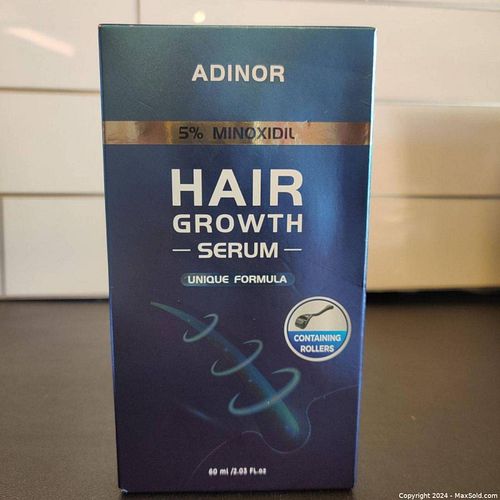 ADINOR
5% MINOXIDIL
HAIR
GROWTH
SERUM
UNIQUE FORMULA
CONTAINING
ROLLERS
60 ml /2.03 FL.oz
Copyright 2024 - MaxSold.com